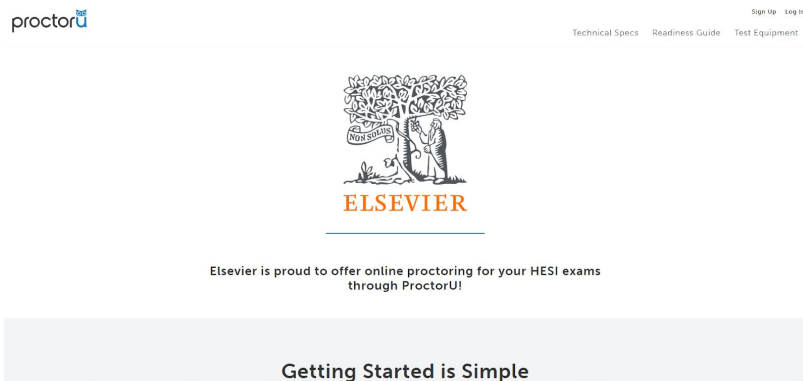 proctoru
Sign Up Log In
Technical Specs Readiness Guide Test Equipment
NON SOLUS
ELSEVIER
Elsevier is proud to offer online proctoring for your HESI exams
through ProctorU!
Getting Started is Simple